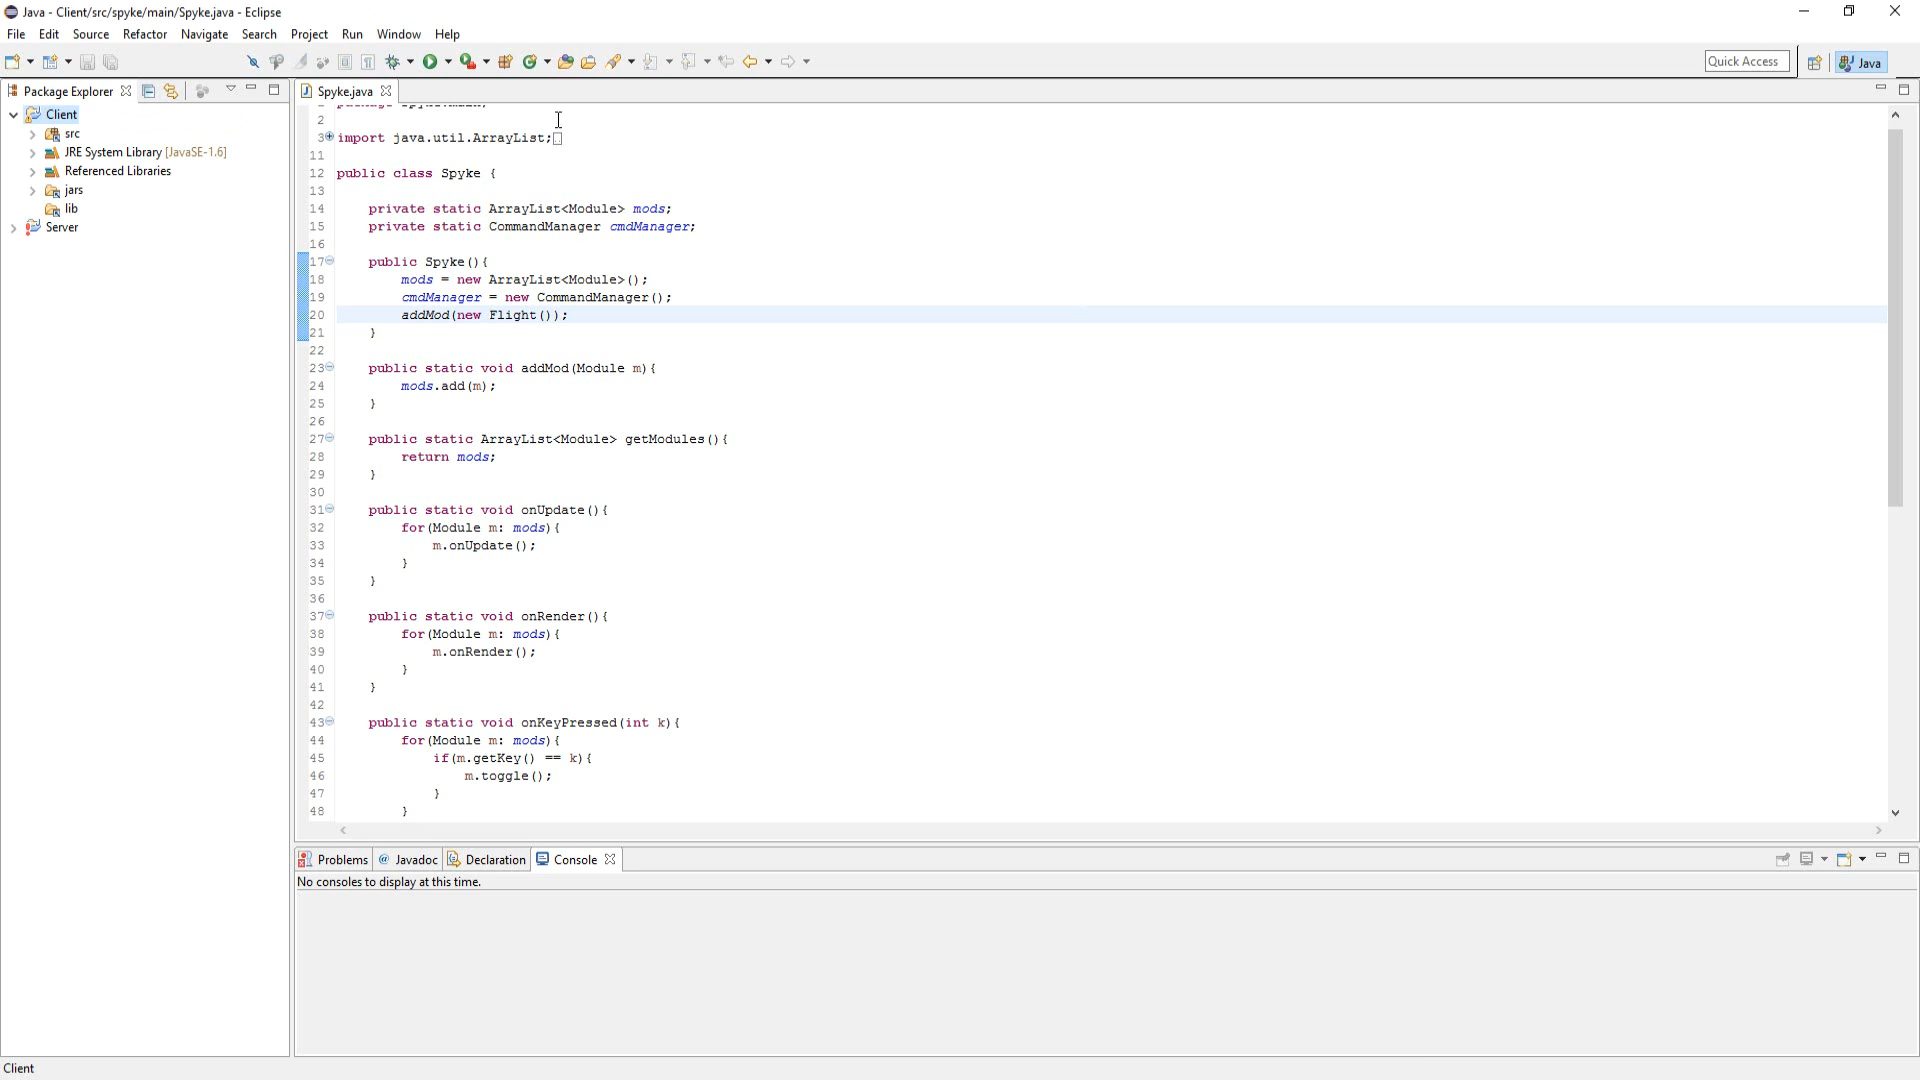 Java - Client/src/spyke/main/Spyke.java - Eclipse
File Edit Source Refactor Navigate Search Project Run Window Help
Quick Access Java
Package Explorer
Client
src
JRE System Library [JavaSE-1.6]
Referenced Libraries
jars
lib
Server
Spyke.java
2
3 import java.util.ArrayList;
11
12 public class Spyke {
13
14 private static ArrayList<Module> mods;
15 private static CommandManager cmdManager;
16
17 public Spyke(){
18 mods = new ArrayList<Module>();
19 cmdManager = new CommandManager();
20 addMod(new Flight());
21 }
22
23 public static void addMod(Module m){
24 mods.add(m);
25 }
26
27 public static ArrayList<Module> getModules(){
28 return mods;
29 }
30
31 public static void onUpdate(){
32 for(Module m: mods){
33 m.onUpdate();
34 }
35 }
36
37 public static void onRender(){
38 for(Module m: mods){
39 m.onRender();
40 }
41 }
42
43 public static void onKeyPressed(int k){
44 for(Module m: mods){
45 if(m.getKey() == k){
46 m.toggle();
47 }
48 }
Problems @ Javadoc Declaration Console
No consoles to display at this time.
Client